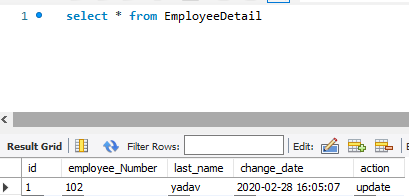 1 select * from EmployeeDetail
Result Grid Filter Rows: Edit:
id employee_Number last_name change_date action
1 102 yadav 2020-02-28 16:05:07 update